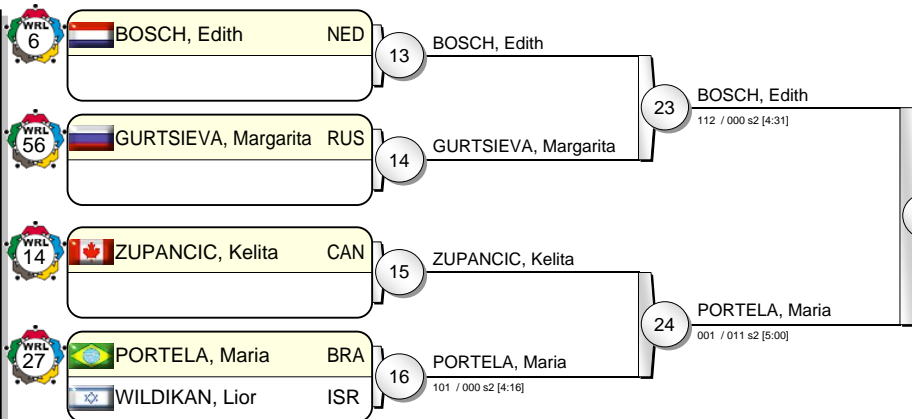 WRL
6
BOSCH, Edith NED
13
BOSCH, Edith
23
BOSCH, Edith
112 / 000 s2 [4:31]
WRL
56
GURTSIEVA, Margarita RUS
14
GURTSIEVA, Margarita
WRL
14
ZUPANCIC, Kelita CAN
15
ZUPANCIC, Kelita
24
PORTELA, Maria
001 / 011 s2 [5:00]
WRL
27
PORTELA, Maria BRA
16
PORTELA, Maria
101 / 000 s2 [4:16]
WILDIKAN, Lior ISR